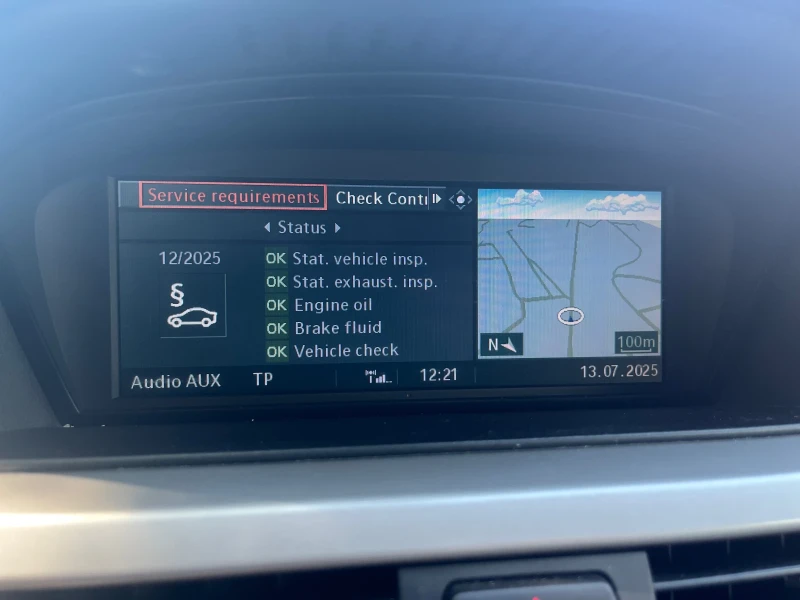 Service requirements
Check Conti
Status
12/2025
§
OK Stat. vehicle insp.
OK Stat. exhaust. insp.
OK Engine oil
OK Brake fluid
OK Vehicle check
N
100m
Audio AUX TP 12:21 13.07.2025